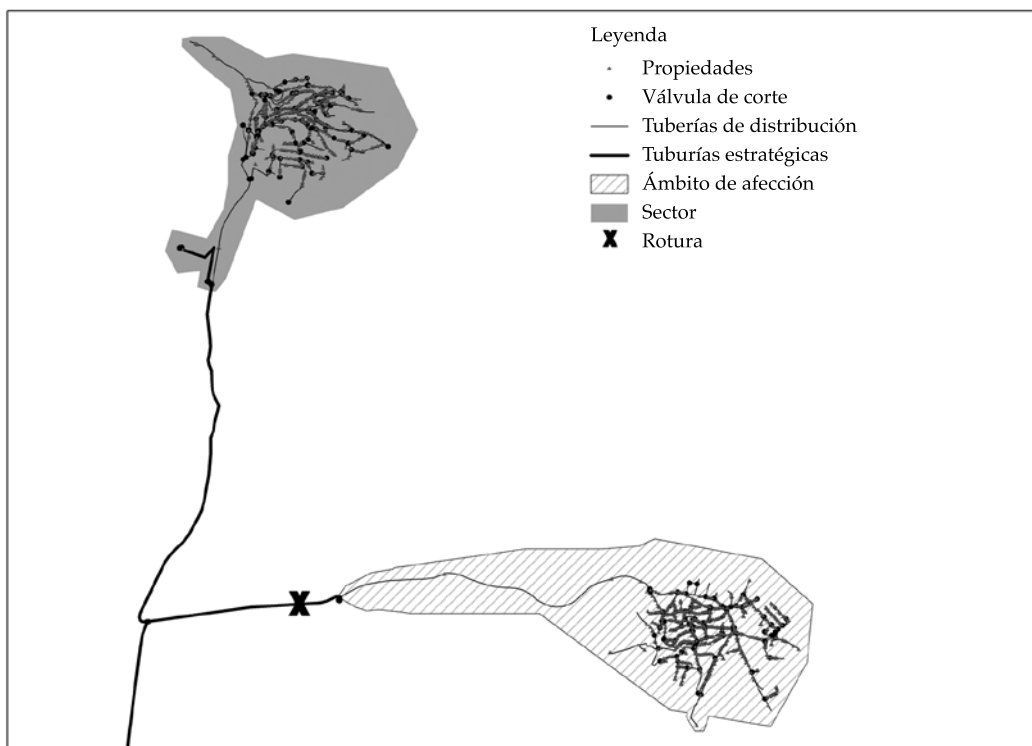 Leyenda
Propiedades
Válvula de corte
Tuberías de distribución
Tuburías estratégicas
Ámbito de afección
Sector
Rotura